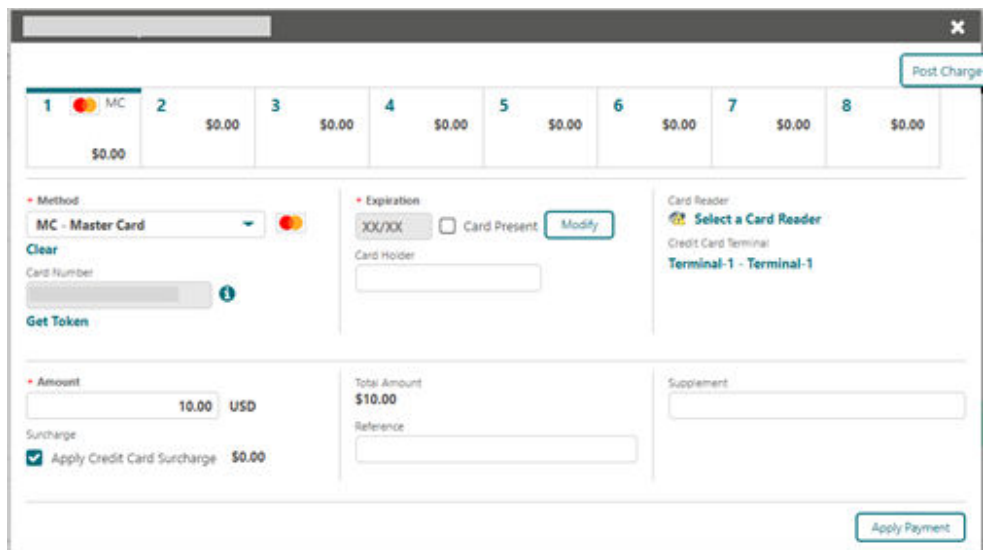 Post Charge
1 MC 2 3 4 5 6 7 8
$0.00 $0.00 $0.00 $0.00 $0.00 $0.00 $0.00
$0.00
* Method
MC - Master Card
Clear
Card Number
Get Token
* Expiration
XX/XX Card Present Modify
Card Holder
Card Reader
Select a Card Reader
Credit Card Terminal
Terminal-1 - Terminal-1
* Amount
10.00 USD
Surcharge
Apply Credit Card Surcharge $0.00
Total Amount
$10.00
Reference
Supplement
Apply Payment